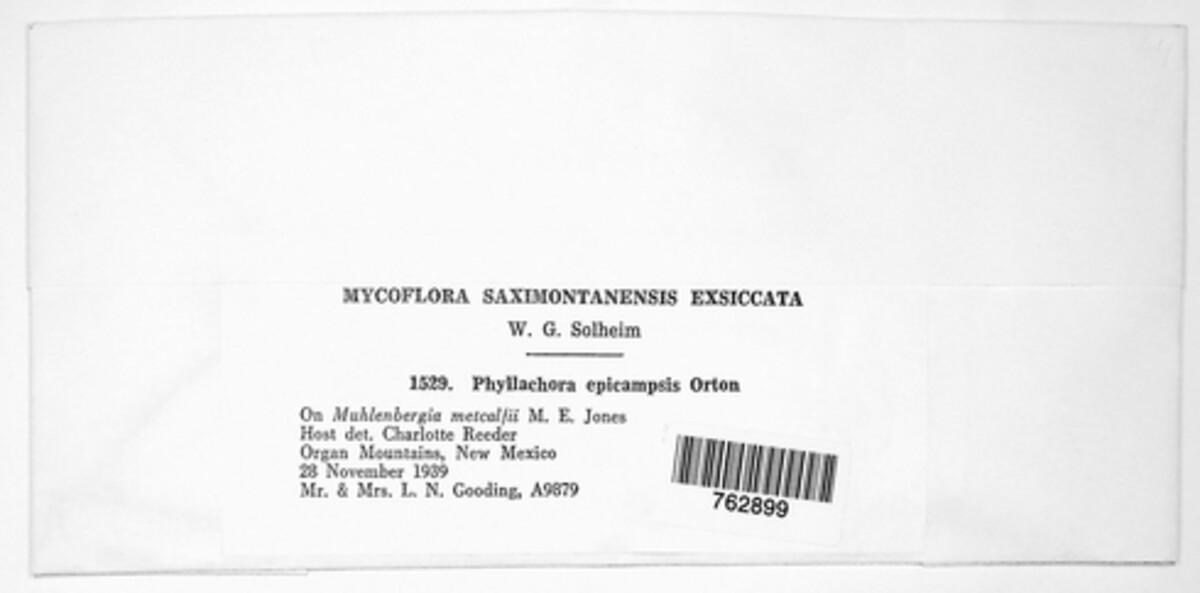 MYCOFLORA SAXIMONTANENSIS EXSICCATA
W. G. Solheim
1529. Phyllachora epicampsis Orton
On Muhlenbergia metcalfii M. E. Jones
Host det. Charlotte Reeder
Organ Mountains, New Mexico
28 November 1939
Mr. & Mrs. L. N. Gooding, A9879
762899